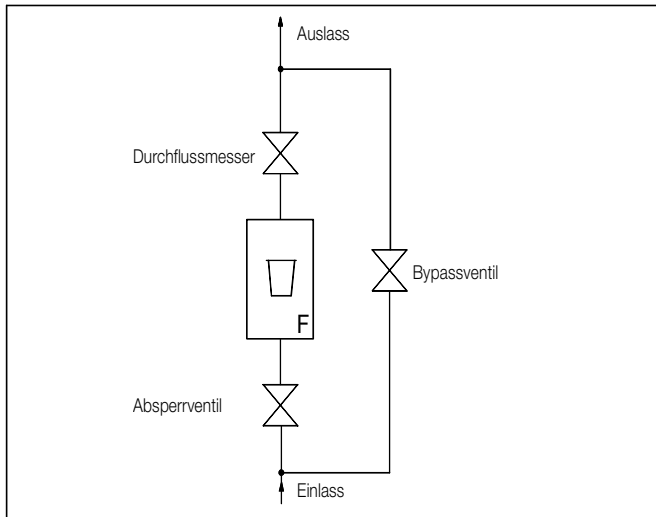 Auslass
Durchflussmesser
Bypassventil
F
Absperrventil
Einlass